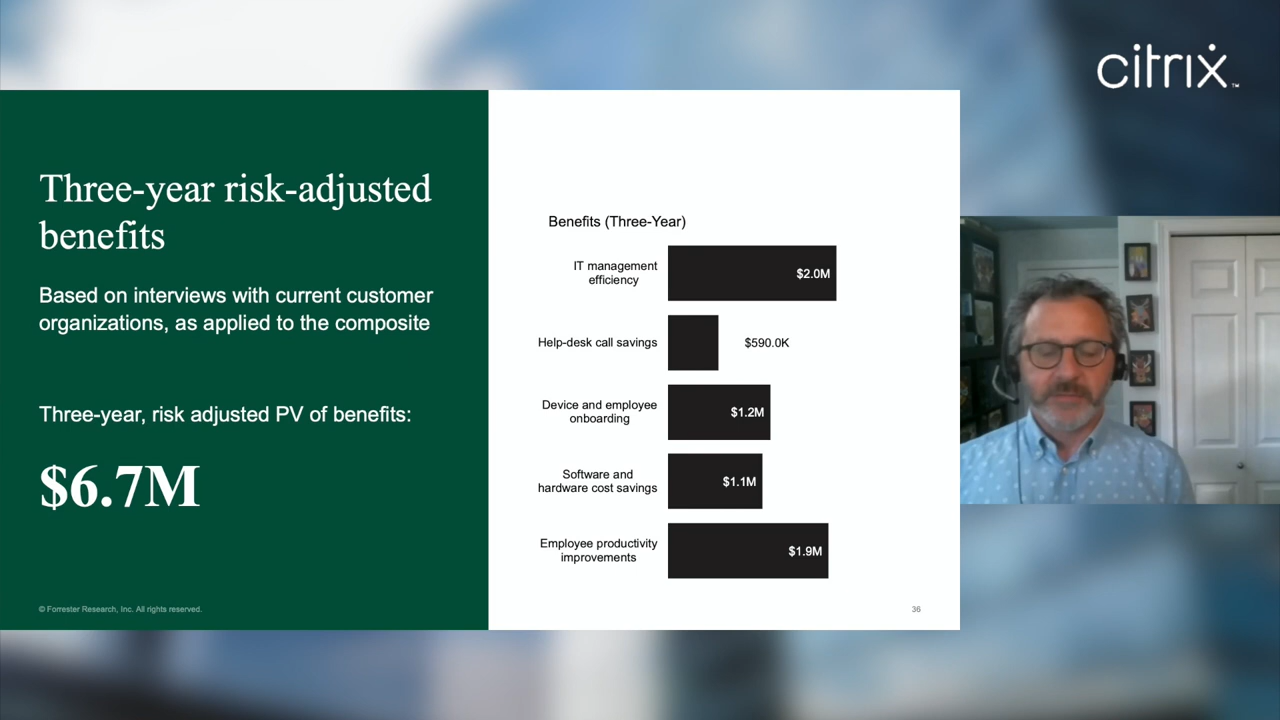 citrix™
Three-year risk-adjusted
benefits
Based on interviews with current customer
organizations, as applied to the composite
Three-year, risk adjusted PV of benefits:
$6.7M
© Forrester Research, Inc. All rights reserved.
Benefits (Three-Year)
IT management
efficiency
$2.0M
Help-desk call savings
$590.0K
Device and employee
onboarding
$1.2M
Software and
hardware cost savings
$1.1M
Employee productivity
improvements
$1.9M
36